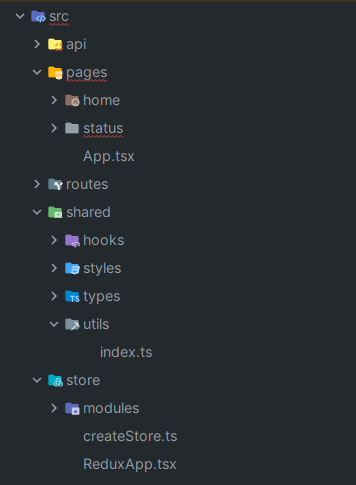 src
api
pages
home
status
App.tsx
routes
shared
hooks
styles
TS types
utils
index.ts
store
modules
createStore.ts
ReduxApp.tsx